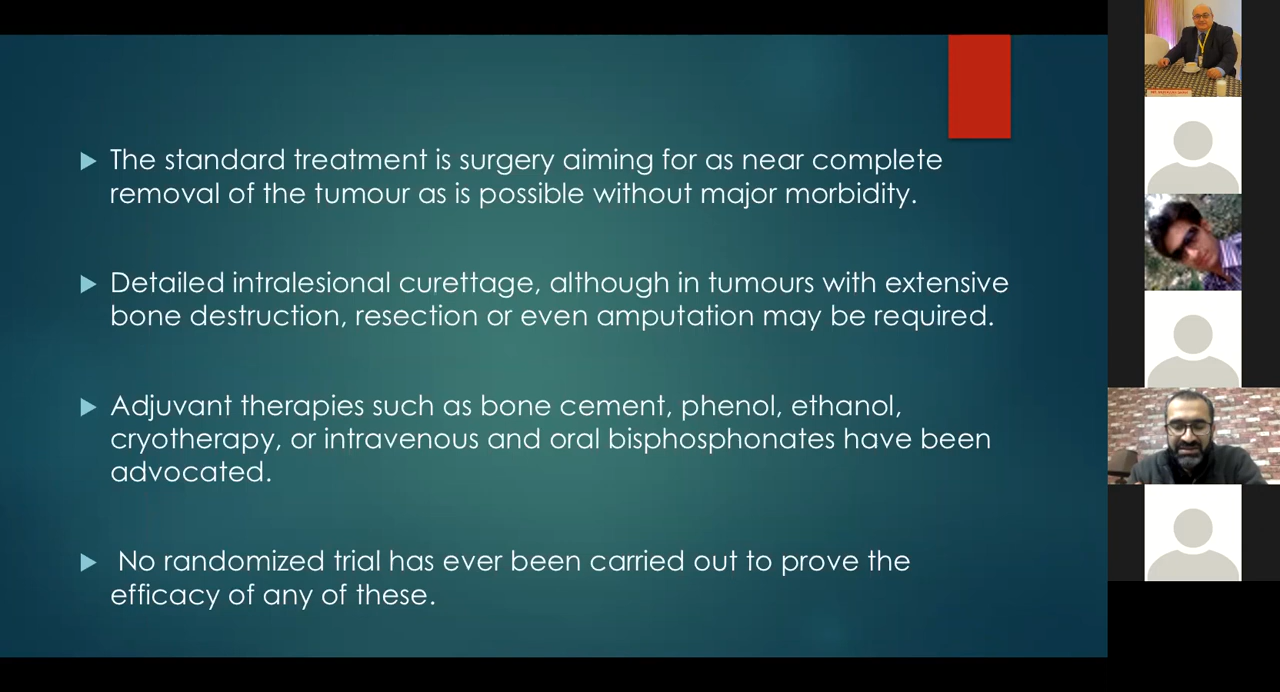 The standard treatment is surgery aiming for as near complete
removal of the tumour as is possible without major morbidity.
Detailed intralesional curettage, although in tumours with extensive
bone destruction, resection or even amputation may be required.
Adjuvant therapies such as bone cement, phenol, ethanol,
cryotherapy, or intravenous and oral bisphosphonates have been
advocated.
No randomized trial has ever been carried out to prove the
efficacy of any of these.